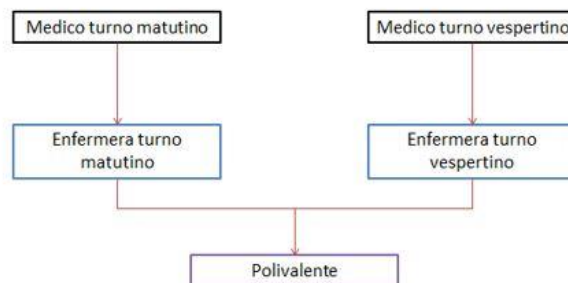 Medico turno matutino
Medico turno vespertino
Enfermera turno
matutino
Enfermera turno
vespertino
Polivalente